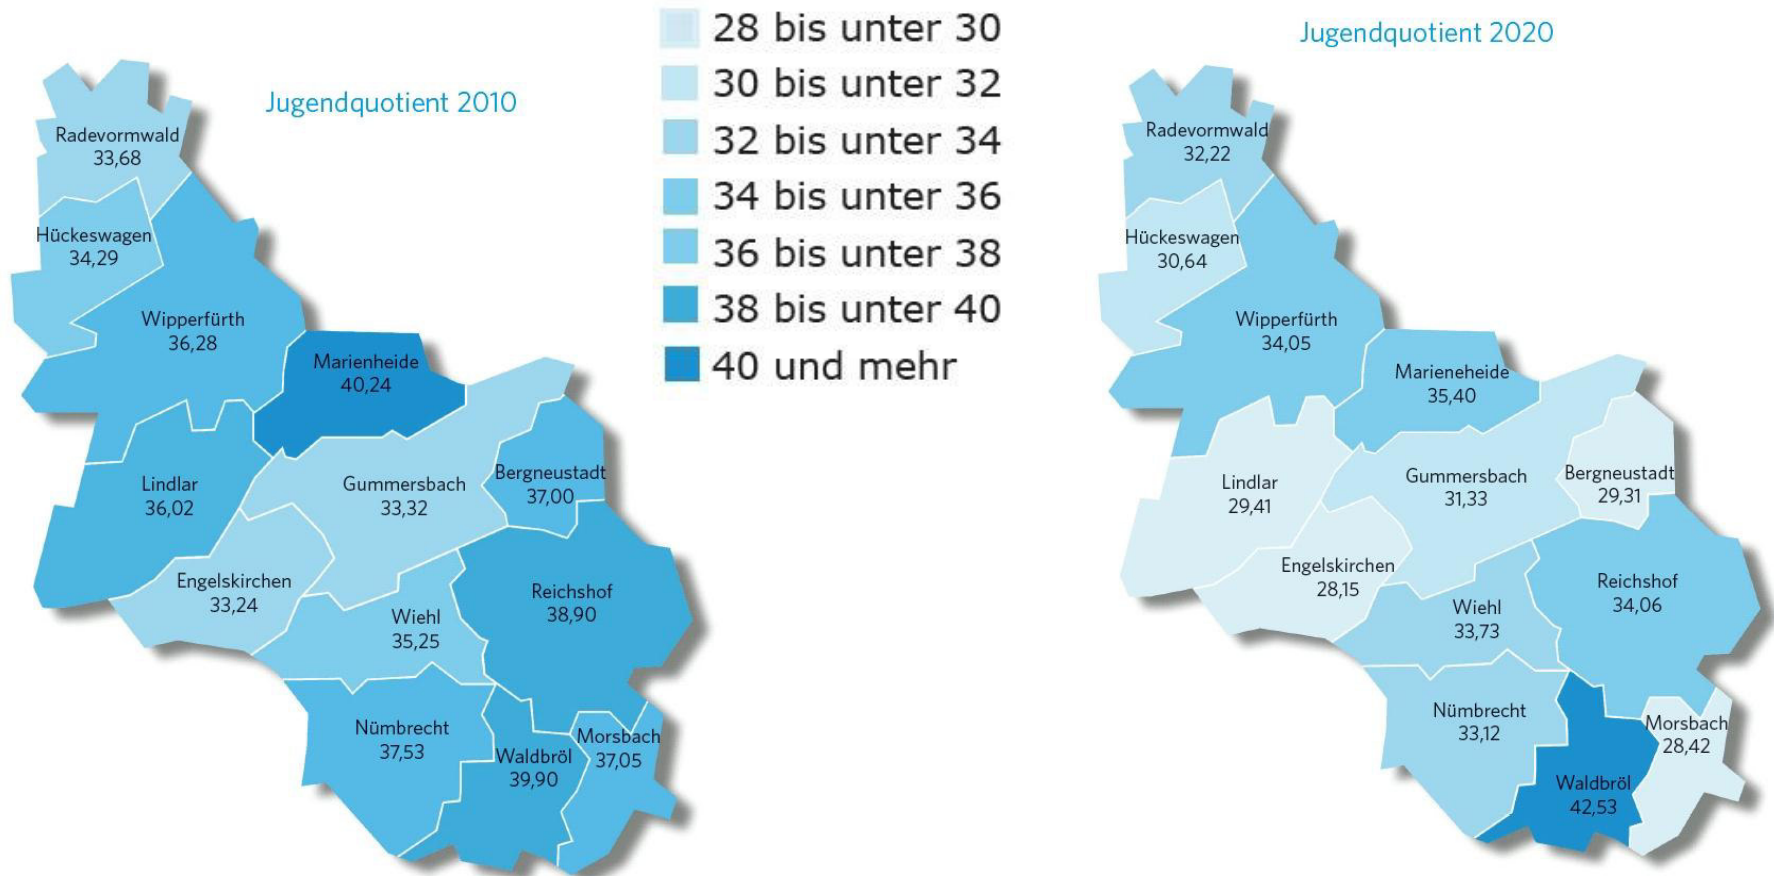 Jugendquotient 2010
Radevormwald
33,68
Hückeswagen
34,29
Wipperfürth
36,28
Marienheide
40,24
Lindlar
36,02
Gummersbach
33,32
Bergneustadt
37,00
Engelskirchen
33,24
Wiehl
35,25
Reichshof
38,90
Nümbrecht
37,53
Waldbröl
39,90
Morsbach
37,05
28 bis unter 30
30 bis unter 32
32 bis unter 34
34 bis unter 36
36 bis unter 38
38 bis unter 40
40 und mehr
Jugendquotient 2020
Radevormwald
32,22
Hückeswagen
30,64
Wipperfürth
34,05
Marieneheide
35,40
Lindlar
29,41
Gummersbach
31,33
Bergneustadt
29,31
Engelskirchen
28,15
Wiehl
33,73
Reichshof
34,06
Nümbrecht
33,12
Waldbröl
42,53
Morsbach
28,42